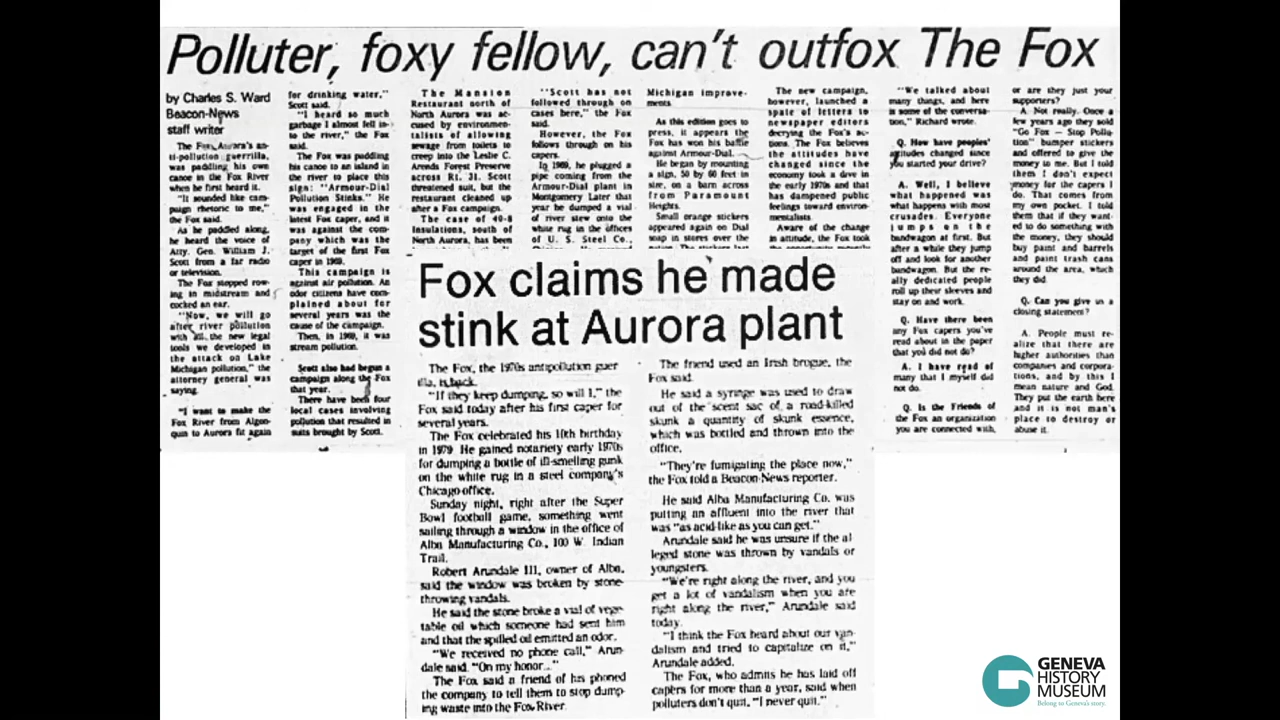 Polluter, foxy fellow, can't outfox The Fox
by Charles S. Ward
Beacon-News
staff writer
The Fox, Aurora's an-
ti-pollution guerrilla,
was paddling his own
canoe in the Fox River
when he first heard it.
"It sounded like cam-
paign rhetoric to me,"
the Fox said.
As he paddled along,
he heard the voice of
Atty. Gen. William J.
Scott from a far radio
or television.
The Fox stopped row-
ing in midstream and
cocked an ear.
"Now, we will go
after river pollution
with all the new legal
tools we developed in
the attack on Lake
Michigan pollution," the
attorney general was
saying.
"I want to make the
Fox River from Algon-
quin to Aurora fit again
for drinking water,"
Scott said.
"I heard so much
garbage I almost fell in-
to the river," the Fox
said.
The Fox was paddling
his canoe to an island in
the river to place this
sign: "Armour-Dial
Pollution Stinks." He
was engaged in the
latest Fox caper, and it
was against the com-
pany which was the
target of the first Fox
caper in 1969.
This campaign is
against air pollution. An
odor citizens have com-
plained about for
several years was the
cause of the campaign.
Then, in 1969, it was
stream pollution.
Scott also had begun a
campaign along the Fox
that year.
There have been four
local cases involving
pollution that resulted in
suits brought by Scott.
The Mansion
Restaurant north of
North Aurora was ac-
cused by environmen-
talists of allowing
sewage from toilets to
creep into the Leslie C.
Arends Forest Preserve
across Rt. 31. Scott
threatened suit, but the
restaurant cleaned up
after a Fox campaign.
The case of 40-8
Insulations, south of
North Aurora, has been
"Scott has not
followed through on
cases here," the Fox
said.
However, the Fox
follows through on his
capers.
In 1969, he plugged a
pipe coming from the
Armour-Dial plant in
Montgomery Later that
year he dumped a vial
of river stew onto the
white rug in the offices
of U. S. Steel Co.,
Michigan improve-
ments.
As this edition goes to
press, it appears the
Fox has won his battle
against Armour-Dial.
He began by mounting
a sign, 50 by 60 feet in
size, on a barn across
from Paramount
Heights.
Small orange stickers
appeared again on Dial
soap in stores over the
The new campaign,
however, launched a
spate of letters to
newspaper editors
decrying the Fox's ac-
tions. The Fox believes
the attitudes have
changed since the
economy took a dive in
the early 1970s and that
has dampened public
feelings toward environ-
mentalists.
Aware of the change
in attitude, the Fox took
"We talked about
many things, and here
is some of the conversa-
tion," Richard wrote.
Q. How have peoples'
attitudes changed since
you started your drive?
A. Well, I believe
what happened was
what happens with most
crusades. Everyone
jumps on the
bandwagon at first. But
after a while they jump
off and look for another
bandwagon. But the re-
ally dedicated people
roll up their sleeves and
stay on and work.
Q. Have there been
any Fox capers you've
read about in the paper
that you did not do?
A. I have read of
many that I myself did
not do.
Q. Is the Friends of
the Fox an organization
you are connected with,
or are they just your
supporters?
A. Not really. Once a
few years ago they sold
"Go Fox — Stop Pollu-
tion" bumper stickers
and offered to give the
money to me. But I told
them I don't expect
money for the capers I
do. That comes from
my own pocket. I told
them that if they want-
ed to do something with
the money, they should
buy paint and barrels
and paint trash cans
around the area, which
they did.
Q. Can you give us a
closing statement?
A. People must re-
alize that there are
higher authorities than
companies and corpora-
tions, and by this I
mean nature and God.
They put the earth here
and it is not man's
place to destroy or
abuse it.
Fox claims he made
stink at Aurora plant
The Fox, the 1970s antipollution guer
illa, is back.
"If they keep dumping, so will I," the
Fox said today after his first caper for
several years.
The Fox celebrated his 10th birthday
in 1979 He gained notariety early 1970s
for dumping a bottle of ill-smelling gunk
on the white rug in a steel company's
Chicago office.
Sunday night, right after the Super
Bowl football game, something went
sailing through a window in the office of
Alba Manufacturing Co., 100 W. Indian
Trail.
Robert Arundale III, owner of Alba,
said the window was broken by stone-
throwing vandals.
He said the stone broke a vial of vege-
table oil which someone had sent him
and that the spilled oil emitted an odor.
"We received no phone call," Arun-
dale said. "On my honor..."
The Fox said a friend of his phoned
the company to tell them to stop dump-
ing waste into the Fox River.
The friend used an Irish brogue, the
Fox said.
He said a syringe was used to draw
out of the scent sac of a road-killed
skunk a quantity of skunk essence,
which was bottled and thrown into the
office.
"They're fumigating the place now,"
the Fox told a Beacon-News reporter.
He said Alba Manufacturing Co. was
putting an affluent into the river that
was "as acid-like as you can get."
Arundale said he was unsure if the al
leged stone was thrown by vandals or
youngsters.
"We're right along the river, and you
get a lot of vandalism when you are
right along the river," Arundale said
today.
"I think the Fox heard about our van-
dalism and tried to capitalize on it,"
Arundale added.
The Fox, who admits he has laid off
capers for more than a year, said when
polluters don't quit, "I never quit."
GENEVA
HISTORY
MUSEUM
Belong to Geneva's story.